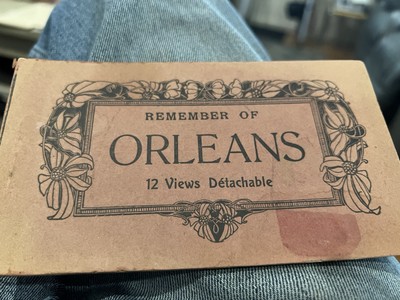 REMEMBER OF
ORLEANS
12 Views Détachable